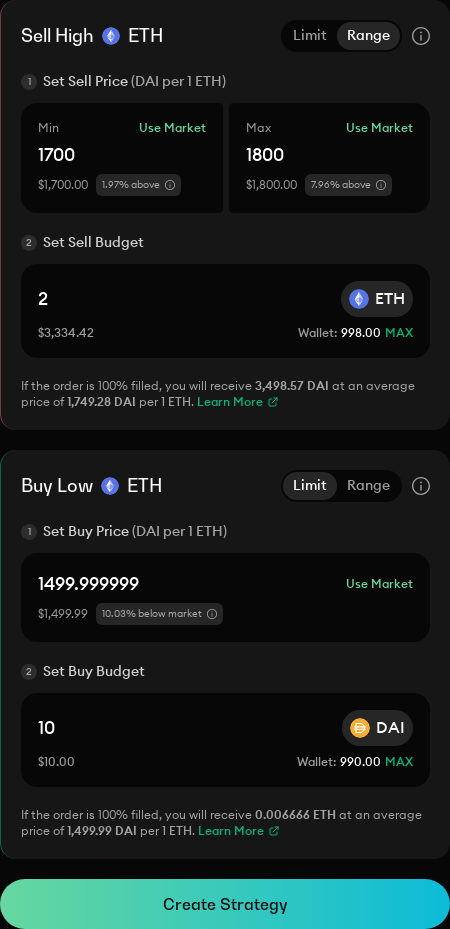 Sell High ETH Limit Range
1 Set Sell Price (DAI per 1 ETH)
Min Use Market
1700
$1,700.00 1.97% above
Max Use Market
1800
$1,800.00 7.96% above
2 Set Sell Budget
2 ETH
$3,334.42 Wallet: 998.00 MAX
If the order is 100% filled, you will receive 3,498.57 DAI at an average
price of 1,749.28 DAI per 1 ETH. Learn More
Buy Low ETH Limit Range
1 Set Buy Price (DAI per 1 ETH)
1499.999999 Use Market
$1,499.99 10.03% below market
2 Set Buy Budget
10 DAI
$10.00 Wallet: 990.00 MAX
If the order is 100% filled, you will receive 0.006666 ETH at an average
price of 1,499.99 DAI per 1 ETH. Learn More
Create Strategy